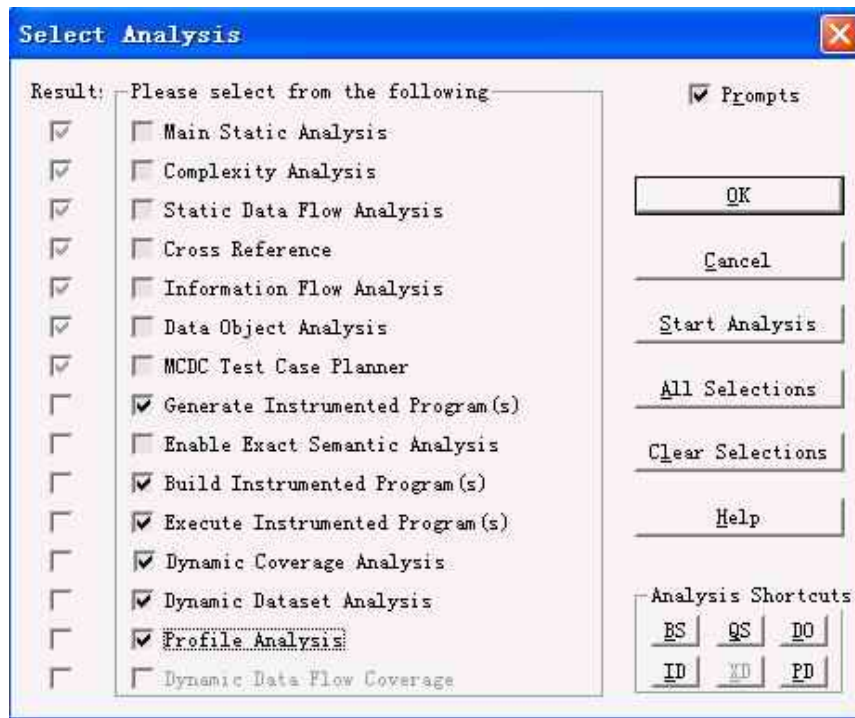 Select Analysis
Result:
Please select from the following
Main Static Analysis
Complexity Analysis
Static Data Flow Analysis
Cross Reference
Information Flow Analysis
Data Object Analysis
MCDC Test Case Planner
Generate Instrumented Program(s)
Enable Exact Semantic Analysis
Build Instrumented Program(s)
Execute Instrumented Program(s)
Dynamic Coverage Analysis
Dynamic Dataset Analysis
Profile Analysis
Dynamic Data Flow Coverage
Prompts
OK
Cancel
Start Analysis
All Selections
Clear Selections
Help
Analysis Shortcuts
BS QS DO
ID XD PD